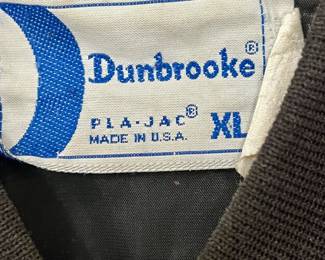 Dunbrooke®
PLA-JAC®
MADE IN U.S.A. XL